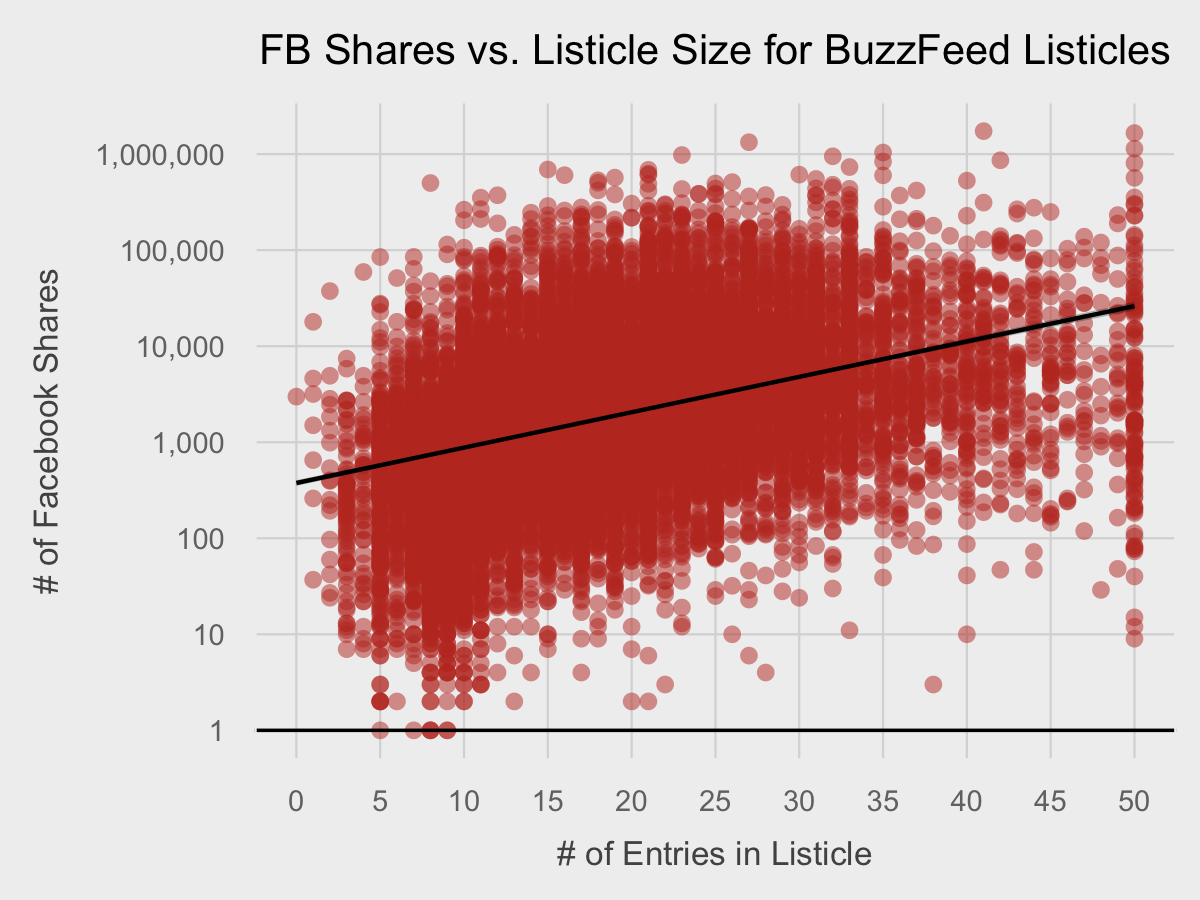 FB Shares vs. Listicle Size for BuzzFeed Listicles
1,000,000
100,000
10,000
1,000
100
10
1
# of Facebook Shares
0 5 10 15 20 25 30 35 40 45 50
# of Entries in Listicle